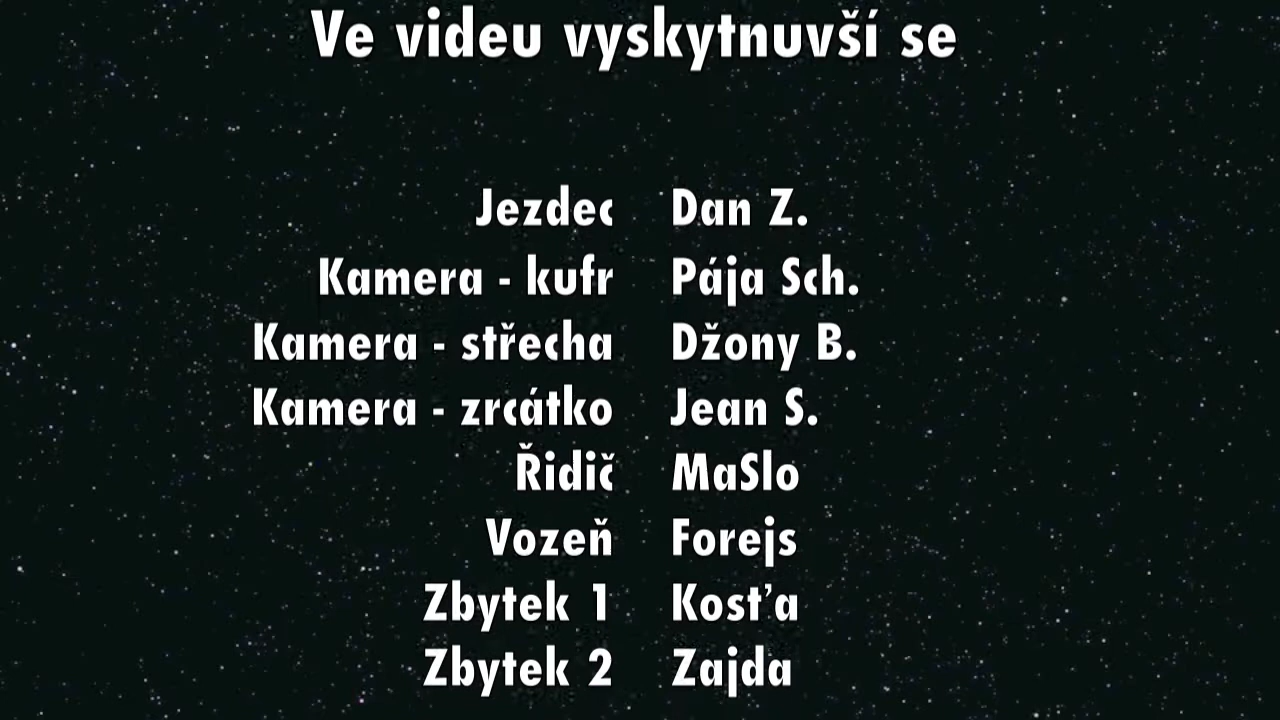 Ve videu vyskytnuvší se
Jezdec Dan Z.
Kamera - kufr Pája Sch.
Kamera - střecha Džony B.
Kamera - zrcátko Jean S.
Řidič MaSlo
Vozeň Forejs
Zbytek 1 Kosťa
Zbytek 2 Zajda